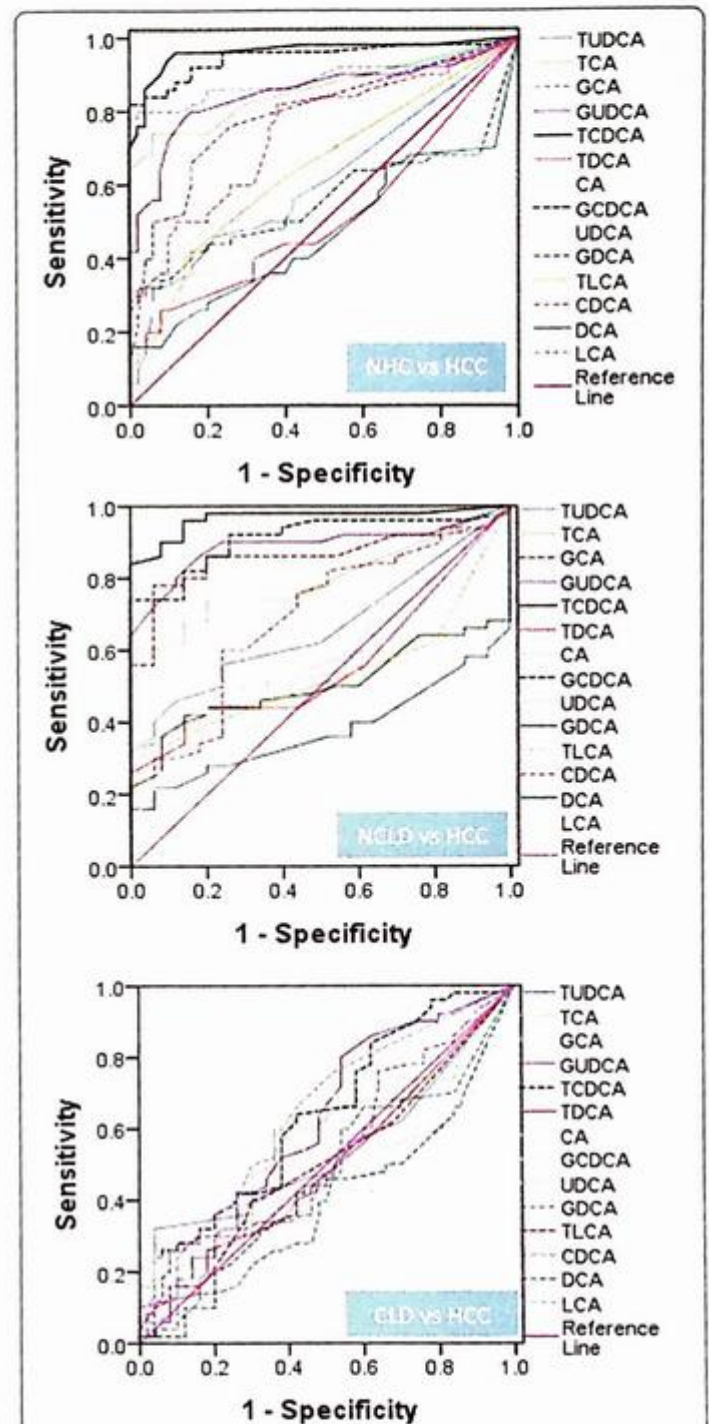 1.0
0.8
0.6
0.4
0.2
0.0
Sensitivity
0.0 0.2 0.4 0.6 0.8 1.0
1 - Specificity
NHC vs HCC
TUDCA
TCA
GCA
GUDCA
TCDCA
TDCA
CA
GCDCA
UDCA
GDCA
TLCA
CDCA
DCA
LCA
Reference
Line
1.0
0.8
0.6
0.4
0.2
0.0
Sensitivity
0.0 0.2 0.4 0.6 0.8 1.0
1 - Specificity
NCLD vs HCC
TUDCA
TCA
GCA
GUDCA
TCDCA
TDCA
CA
GCDCA
UDCA
GDCA
TLCA
CDCA
DCA
LCA
Reference
Line
1.0
0.8
0.6
0.4
0.2
0.0
Sensitivity
0.0 0.2 0.4 0.6 0.8 1.0
1 - Specificity
CLD vs HCC
TUDCA
TCA
GCA
GUDCA
TCDCA
TDCA
CA
GCDCA
UDCA
GDCA
TLCA
CDCA
DCA
LCA
Reference
Line